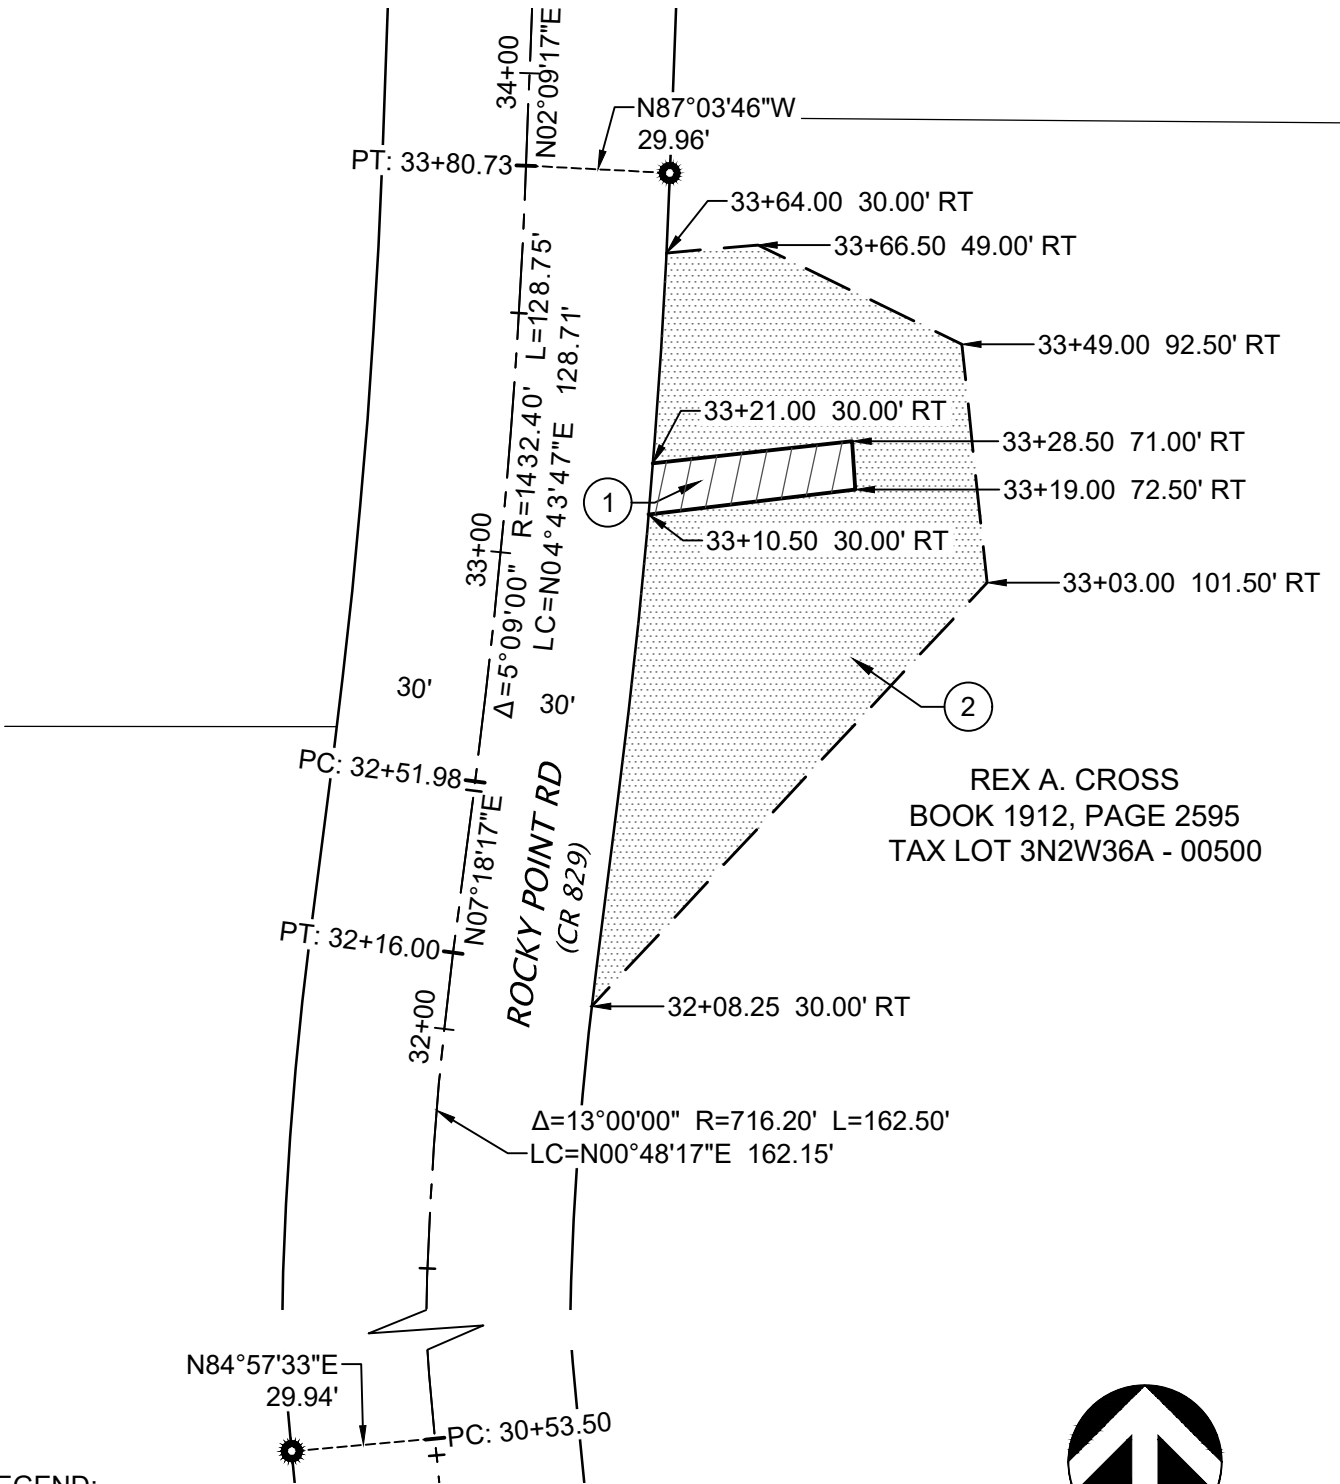 34+00
N02°09'17"E
N87°03'46"W
29.96'
PT: 33+80.73
33+64.00 30.00' RT
33+66.50 49.00' RT
Δ=5°09'00" R=1432.40' L=128.75'
LC=N04°43'47"E 128.71'
33+49.00 92.50' RT
33+21.00 30.00' RT
33+28.50 71.00' RT
33+19.00 72.50' RT
1
33+10.50 30.00' RT
33+00
33+03.00 101.50' RT
30'
30'
2
PC: 32+51.98
REX A. CROSS
BOOK 1912, PAGE 2595
TAX LOT 3N2W36A - 00500
N07°18'17"E
ROCKY POINT RD
(CR 829)
PT: 32+16.00
32+00
32+08.25 30.00' RT
Δ=13°00'00" R=716.20' L=162.50'
LC=N00°48'17"E 162.15'
N84°57'33"E
29.94'
PC: 30+53.50